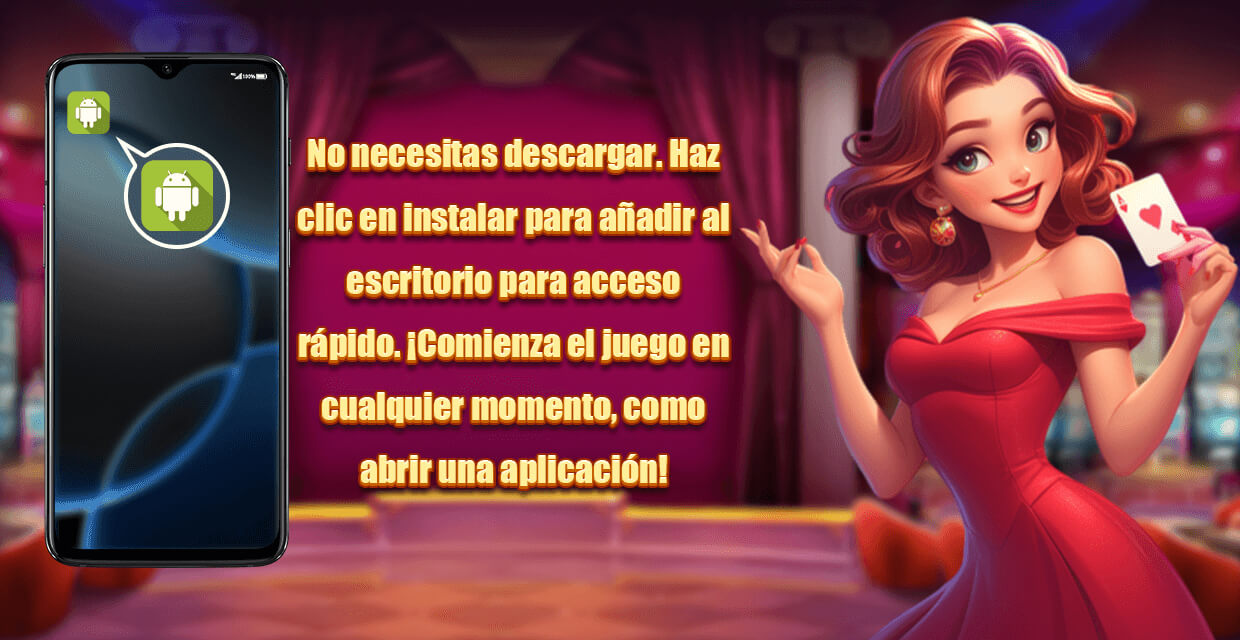 100%
No necesitas descargar. Haz
clic en instalar para añadir al
escritorio para acceso
rápido. ¡Comienza el juego en
cualquier momento, como
abrir una aplicación!
A